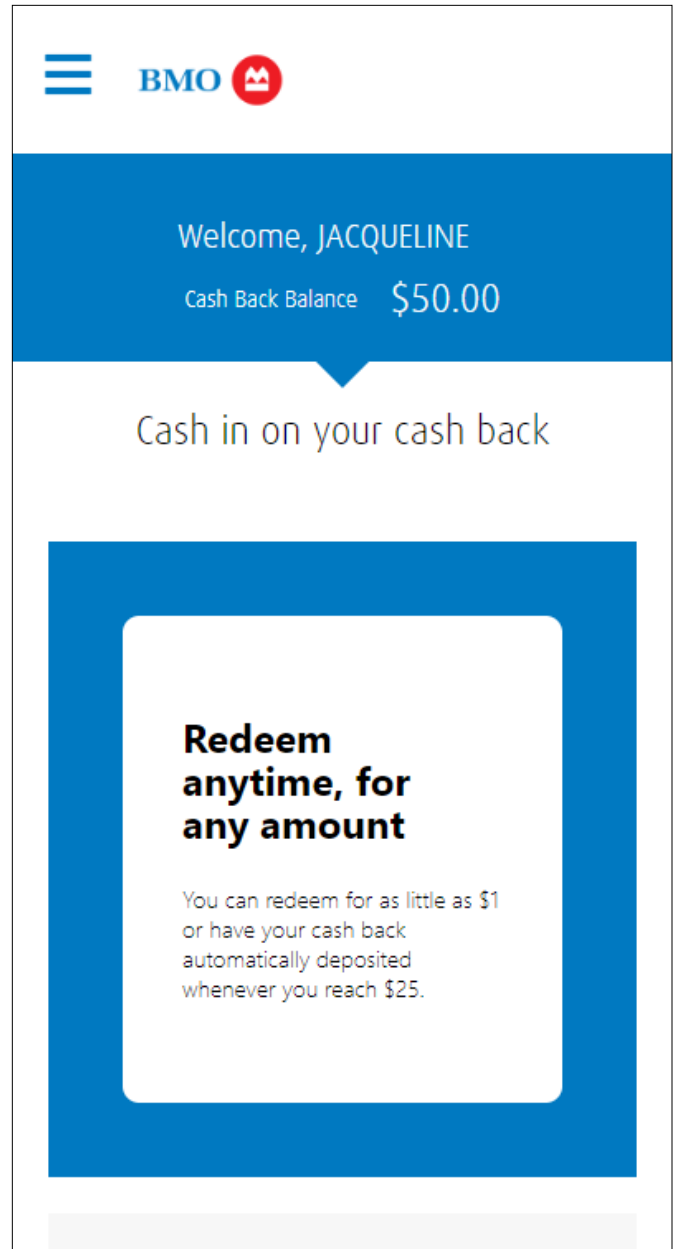 BMO
Welcome, JACQUELINE
Cash Back Balance $50.00
Cash in on your cash back
Redeem
anytime, for
any amount
You can redeem for as little as $1
or have your cash back
automatically deposited
whenever you reach $25.